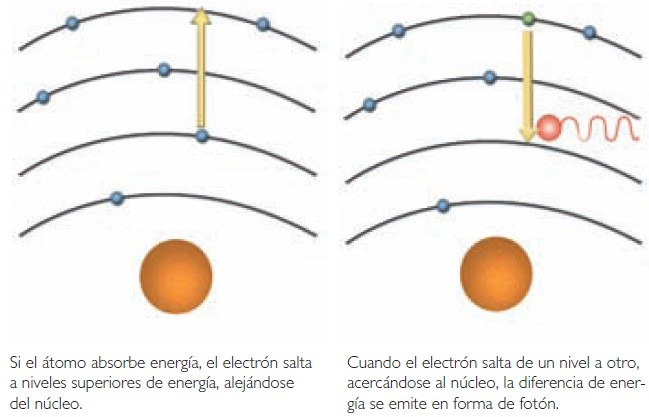 Si el átomo absorbe energía, el electrón salta
a niveles superiores de energía, alejándose
del núcleo.
Cuando el electrón salta de un nivel a otro,
acercándose al núcleo, la diferencia de ener-
gía se emite en forma de fotón.